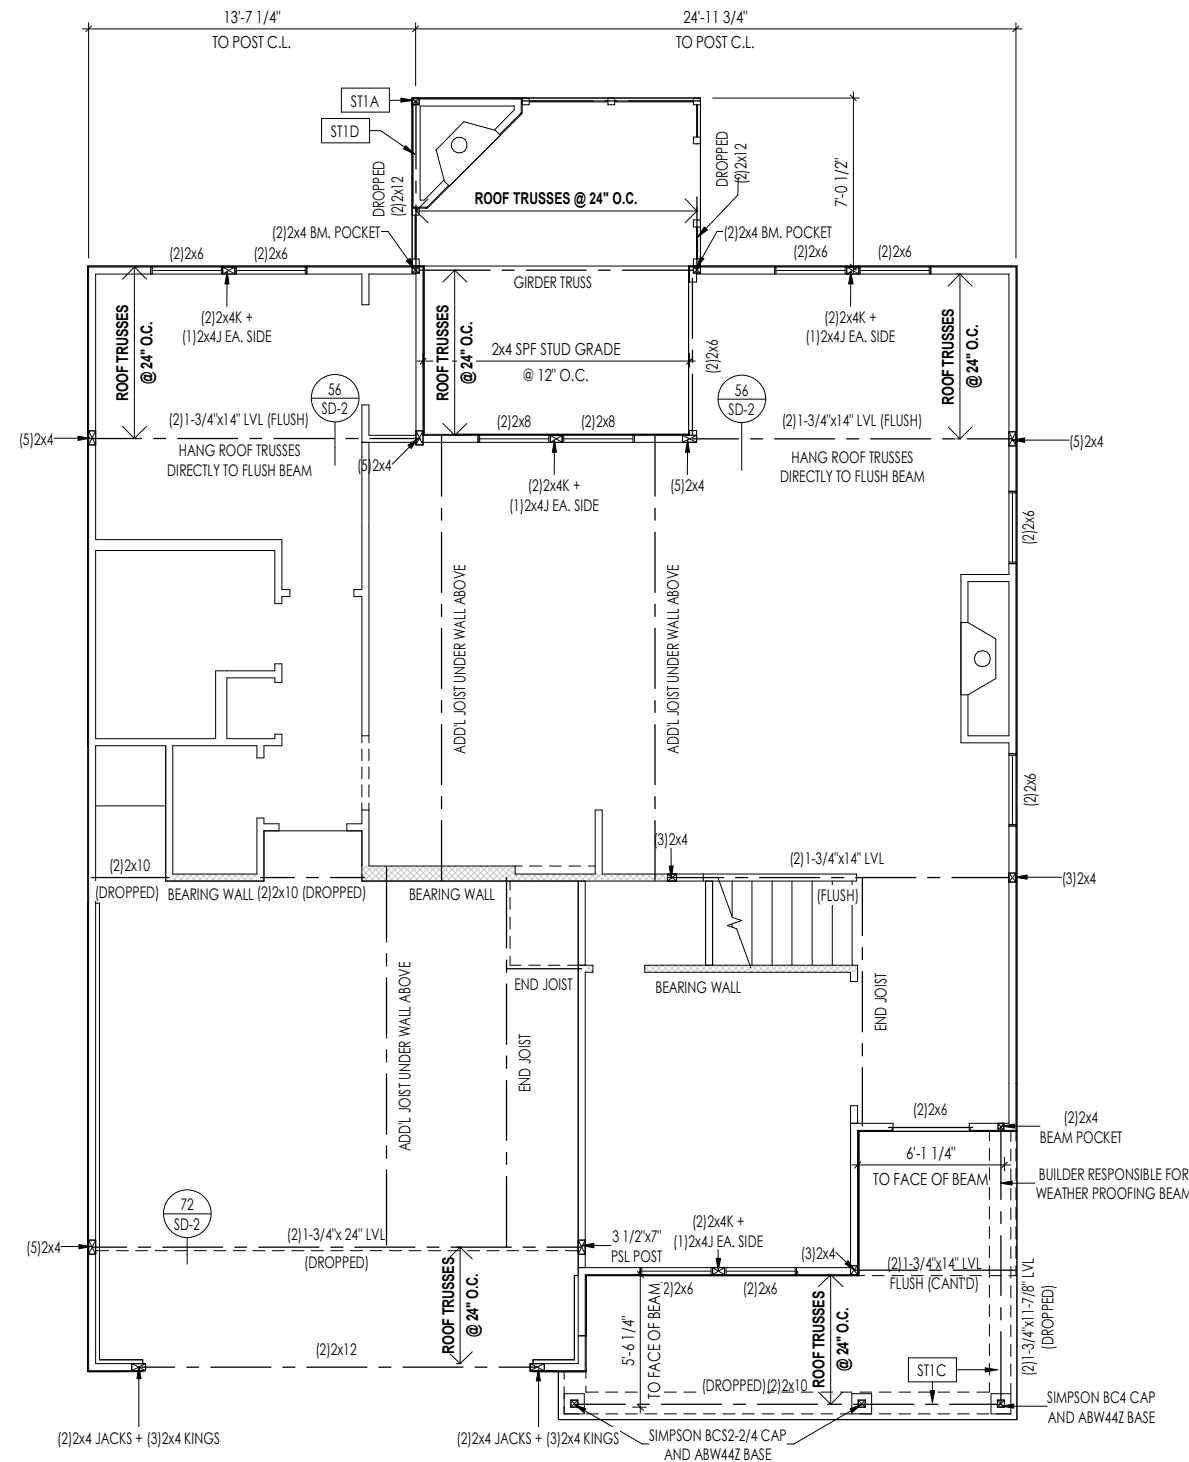 13'-7 1/4"
TO POST C.L.
24'-11 3/4"
TO POST C.L.
ST1A
ST1D
DROPPED
(2)2x12
ROOF TRUSSES @ 24" O.C.
DROPPED
(2)2x12
7'-0 1/2"
(2)2x4 BM. POCKET
(2)2x4 BM. POCKET
(2)2x6
(2)2x6
(2)2x6
(2)2x6
GIRDER TRUSS
ROOF TRUSSES
@ 24" O.C.
(2)2x4K +
(1)2x4J EA. SIDE
ROOF TRUSSES
@ 24" O.C.
2x4 SPF STUD GRADE
@ 12" O.C.
(2)2x6
(2)2x4K +
(1)2x4J EA. SIDE
ROOF TRUSSES
@ 24" O.C.
56
SD-2
56
SD-2
(2)1-3/4"x14" LVL (FLUSH)
(2)2x8
(2)2x8
(2)1-3/4"x14" LVL (FLUSH)
(5)2x4
(5)2x4
HANG ROOF TRUSSES
DIRECTLY TO FLUSH BEAM
(5)2x4
(2)2x4K +
(1)2x4J EA. SIDE
(5)2x4
HANG ROOF TRUSSES
DIRECTLY TO FLUSH BEAM
(2)2x6
ADD'L JOIST UNDER WALL ABOVE
ADD'L JOIST UNDER WALL ABOVE
(2)2x6
(3)2x4
(2)1-3/4"x14" LVL
(2)2x10
(DROPPED)
BEARING WALL
(2)2x10 (DROPPED)
BEARING WALL
(FLUSH)
(3)2x4
ADD'L JOIST UNDER WALL ABOVE
END JOIST
END JOIST
BEARING WALL
END JOIST
(2)2x6
(2)2x4
BEAM POCKET
6'-1 1/4"
TO FACE OF BEAM
BUILDER RESPONSIBLE FOR
WEATHER PROOFING BEAM
72
SD-2
(5)2x4
(2)1-3/4"x 24" LVL
(DROPPED)
3 1/2"x7"
PSL POST
(2)2x4K +
(1)2x4J EA. SIDE
(3)2x4
(2)1-3/4"x14" LVL
FLUSH (CANT'D)
ROOF TRUSSES
@ 24" O.C.
(2)2x6
(2)2x6
5'-6 1/4"
TO FACE OF BEAM
ROOF TRUSSES
@ 24" O.C.
(2)1-3/4"x11-7/8" LVL
(DROPPED)
(2)2x12
(DROPPED)
(2)2x10
ST1C
SIMPSON BC4 CAP
AND ABW44Z BASE
(2)2x4 JACKS + (3)2x4 KINGS
(2)2x4 JACKS + (3)2x4 KINGS
SIMPSON BCS2-2/4 CAP
AND ABW44Z BASE